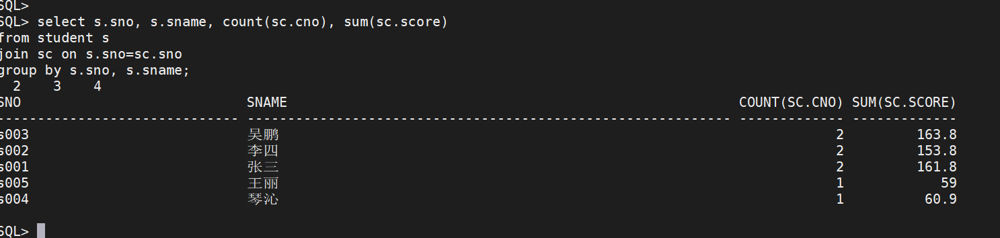 SQL>
SQL> select s.sno, s.sname, count(sc.cno), sum(sc.score)
from student s
join sc on s.sno=sc.sno
group by s.sno, s.sname;
  2    3    4
SNO                            SNAME                                                        COUNT(SC.CNO) SUM(SC.SCORE)
------------------------------ ------------------------------------------------------------ ------------- -------------
s003                           吴鹏                                                                     2         163.8
s002                           李四                                                                     2         153.8
s001                           张三                                                                     2         161.8
s005                           王丽                                                                     1            59
s004                           琴沁                                                                     1          60.9
SQL>